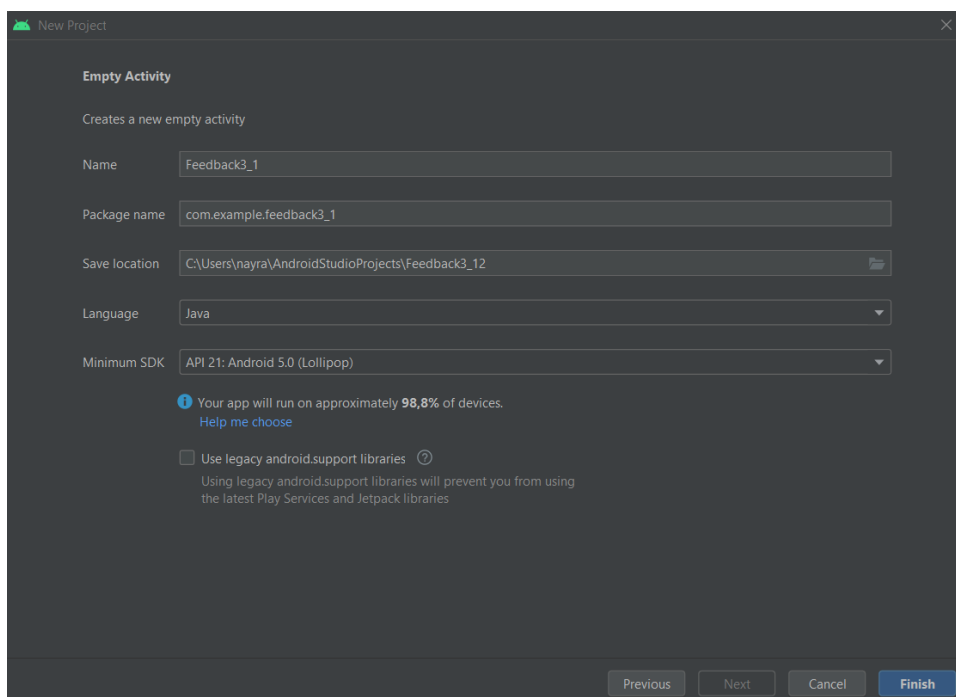 New Project
Empty Activity
Creates a new empty activity
Name Feedback3_1
Package name com.example.feedback3_1
Save location C:\Users\nayra\AndroidStudioProjects\Feedback3_12
Language Java
Minimum SDK API 21: Android 5.0 (Lollipop)
Your app will run on approximately 98,8% of devices.
Help me choose
Use legacy android.support libraries
Using legacy android.support libraries will prevent you from using
the latest Play Services and Jetpack libraries
Previous Next Cancel Finish